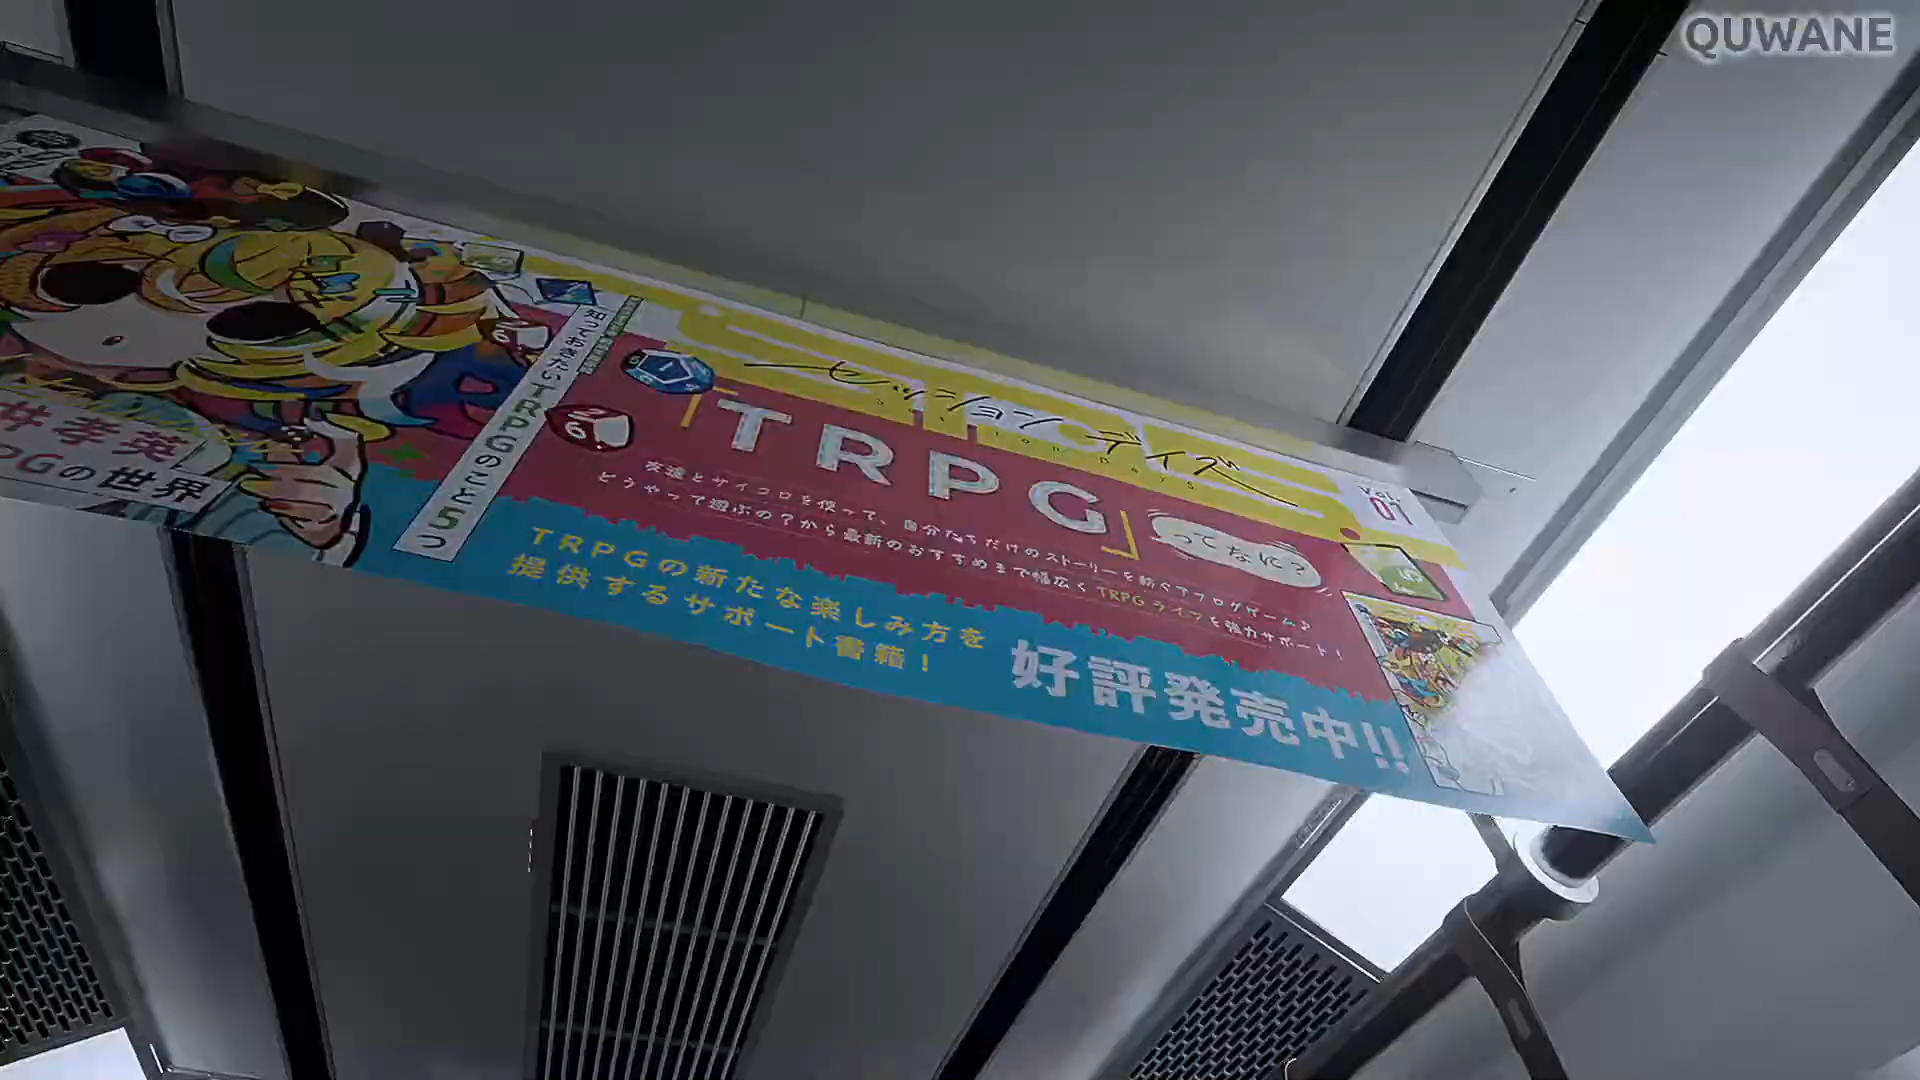 QUWANE
井孝英
PGの世界
知っておきたいTRPGのこと5つ
ジョンデイズ
Vol.
01
「TRPG」
ってなに?
友達とサイコロを使って、自分たちだけのストーリーを紡ぐアナログゲーム♪
どうやって遊ぶの?から最新のおすすめまで幅広くTRPGライフを強力サポート!
TRPGの新たな楽しみ方を
提供するサポート書籍!
好評発売中!!